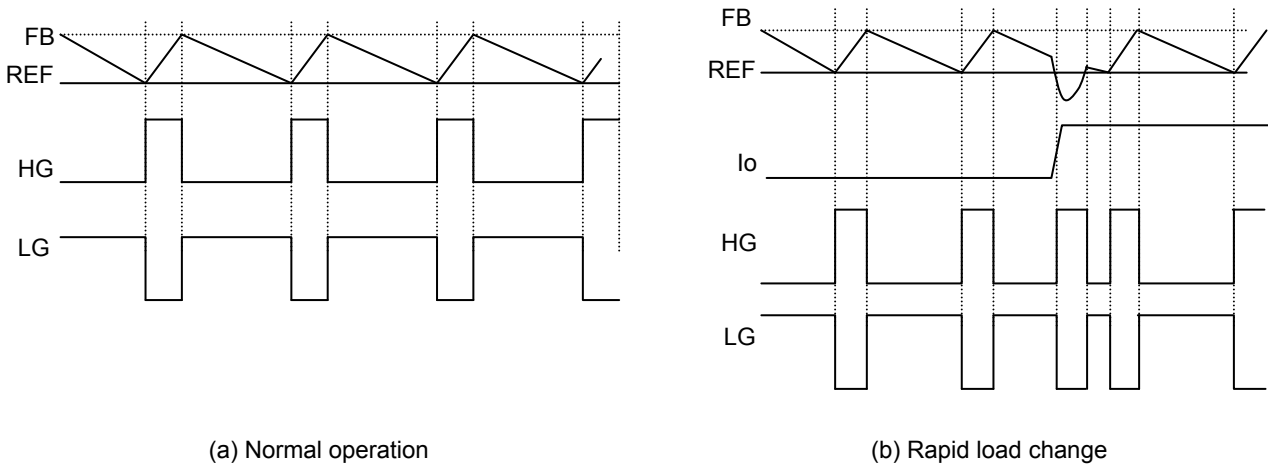 FB
REF
HG
LG
(a) Normal operation
FB
REF
Io
HG
LG
(b) Rapid load change